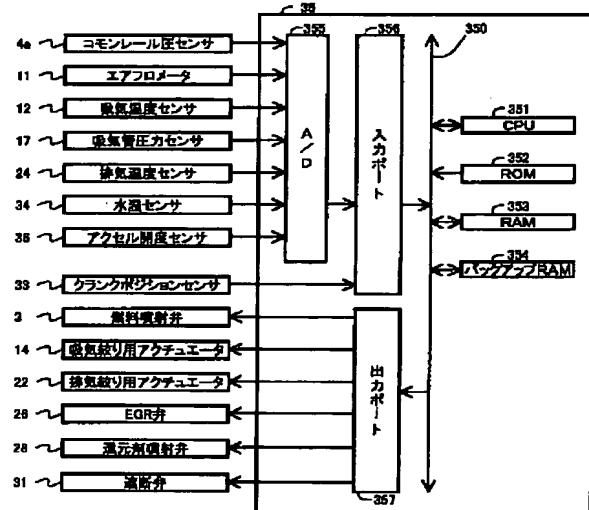 35
4a コモンレール圧センサ
11 エアフロメータ
12 吸気温度センサ
17 吸気管圧力センサ
24 排気温度センサ
34 水温センサ
36 アクセル開度センサ
33 クランクポジションセンサ
3 燃料噴射弁
14 吸気絞り用アクチュエータ
22 排気絞り用アクチュエータ
26 EGR弁
28 還元剤噴射弁
31 遮断弁
355
A/D
356
入力ポート
出力ポート
357
350
351
CPU
352
ROM
353
RAM
354
バックアップRAM